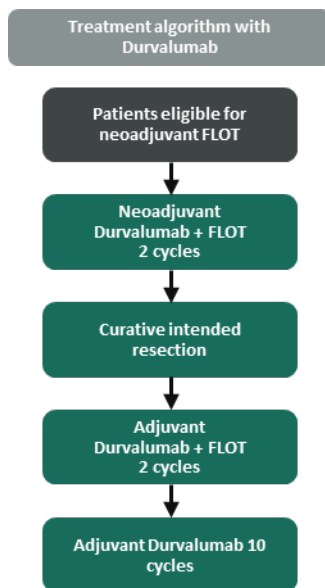 Treatment algorithm with
Durvalumab
Patients eligible for
neoadjuvant FLOT
Neoadjuvant
Durvalumab + FLOT
2 cycles
Curative intended
resection
Adjuvant
Durvalumab + FLOT
2 cycles
Adjuvant Durvalumab 10
cycles